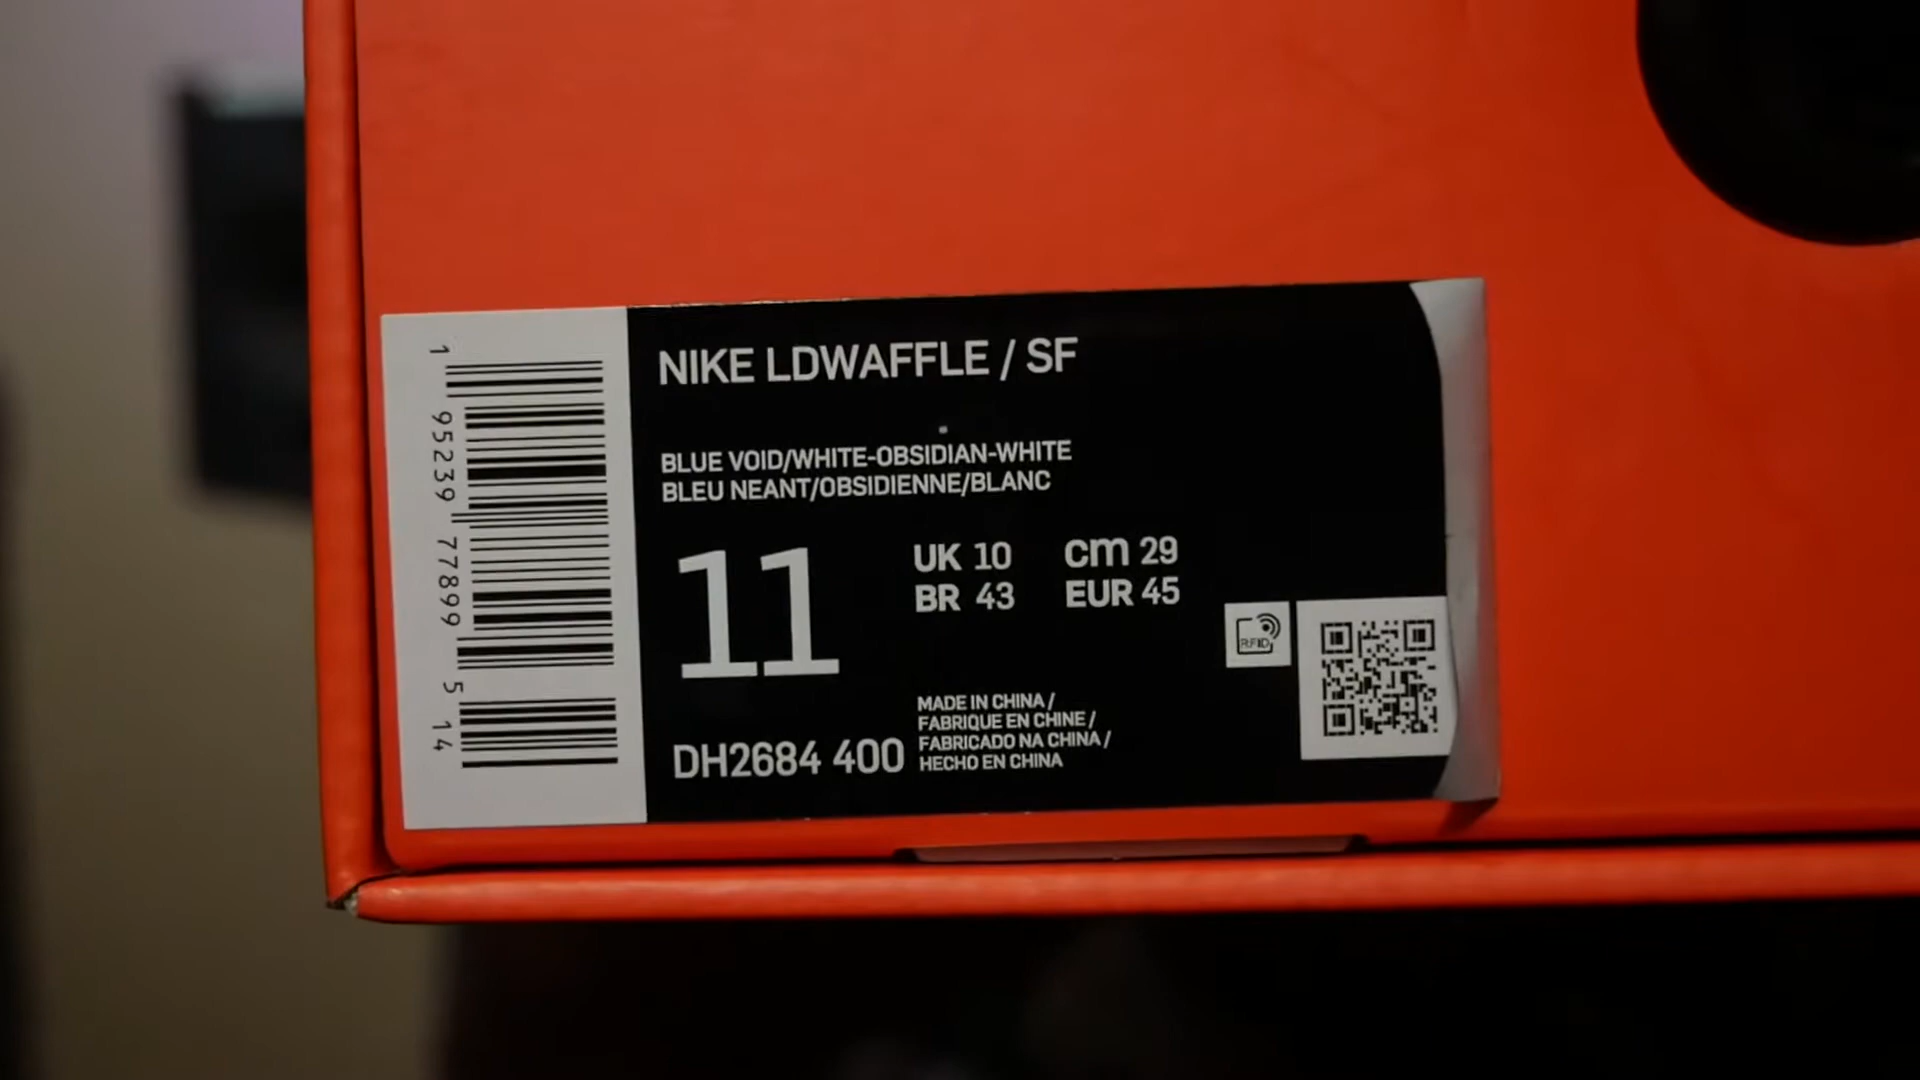 1 95239 77899 5 14
NIKE LDWAFFLE / SF
BLUE VOID/WHITE-OBSIDIAN-WHITE
BLEU NEANT/OBSIDIENNE/BLANC
11
UK 10 cm 29
BR 43 EUR 45
RFID
DH2684 400
MADE IN CHINA /
FABRIQUE EN CHINE /
FABRICADO NA CHINA /
HECHO EN CHINA